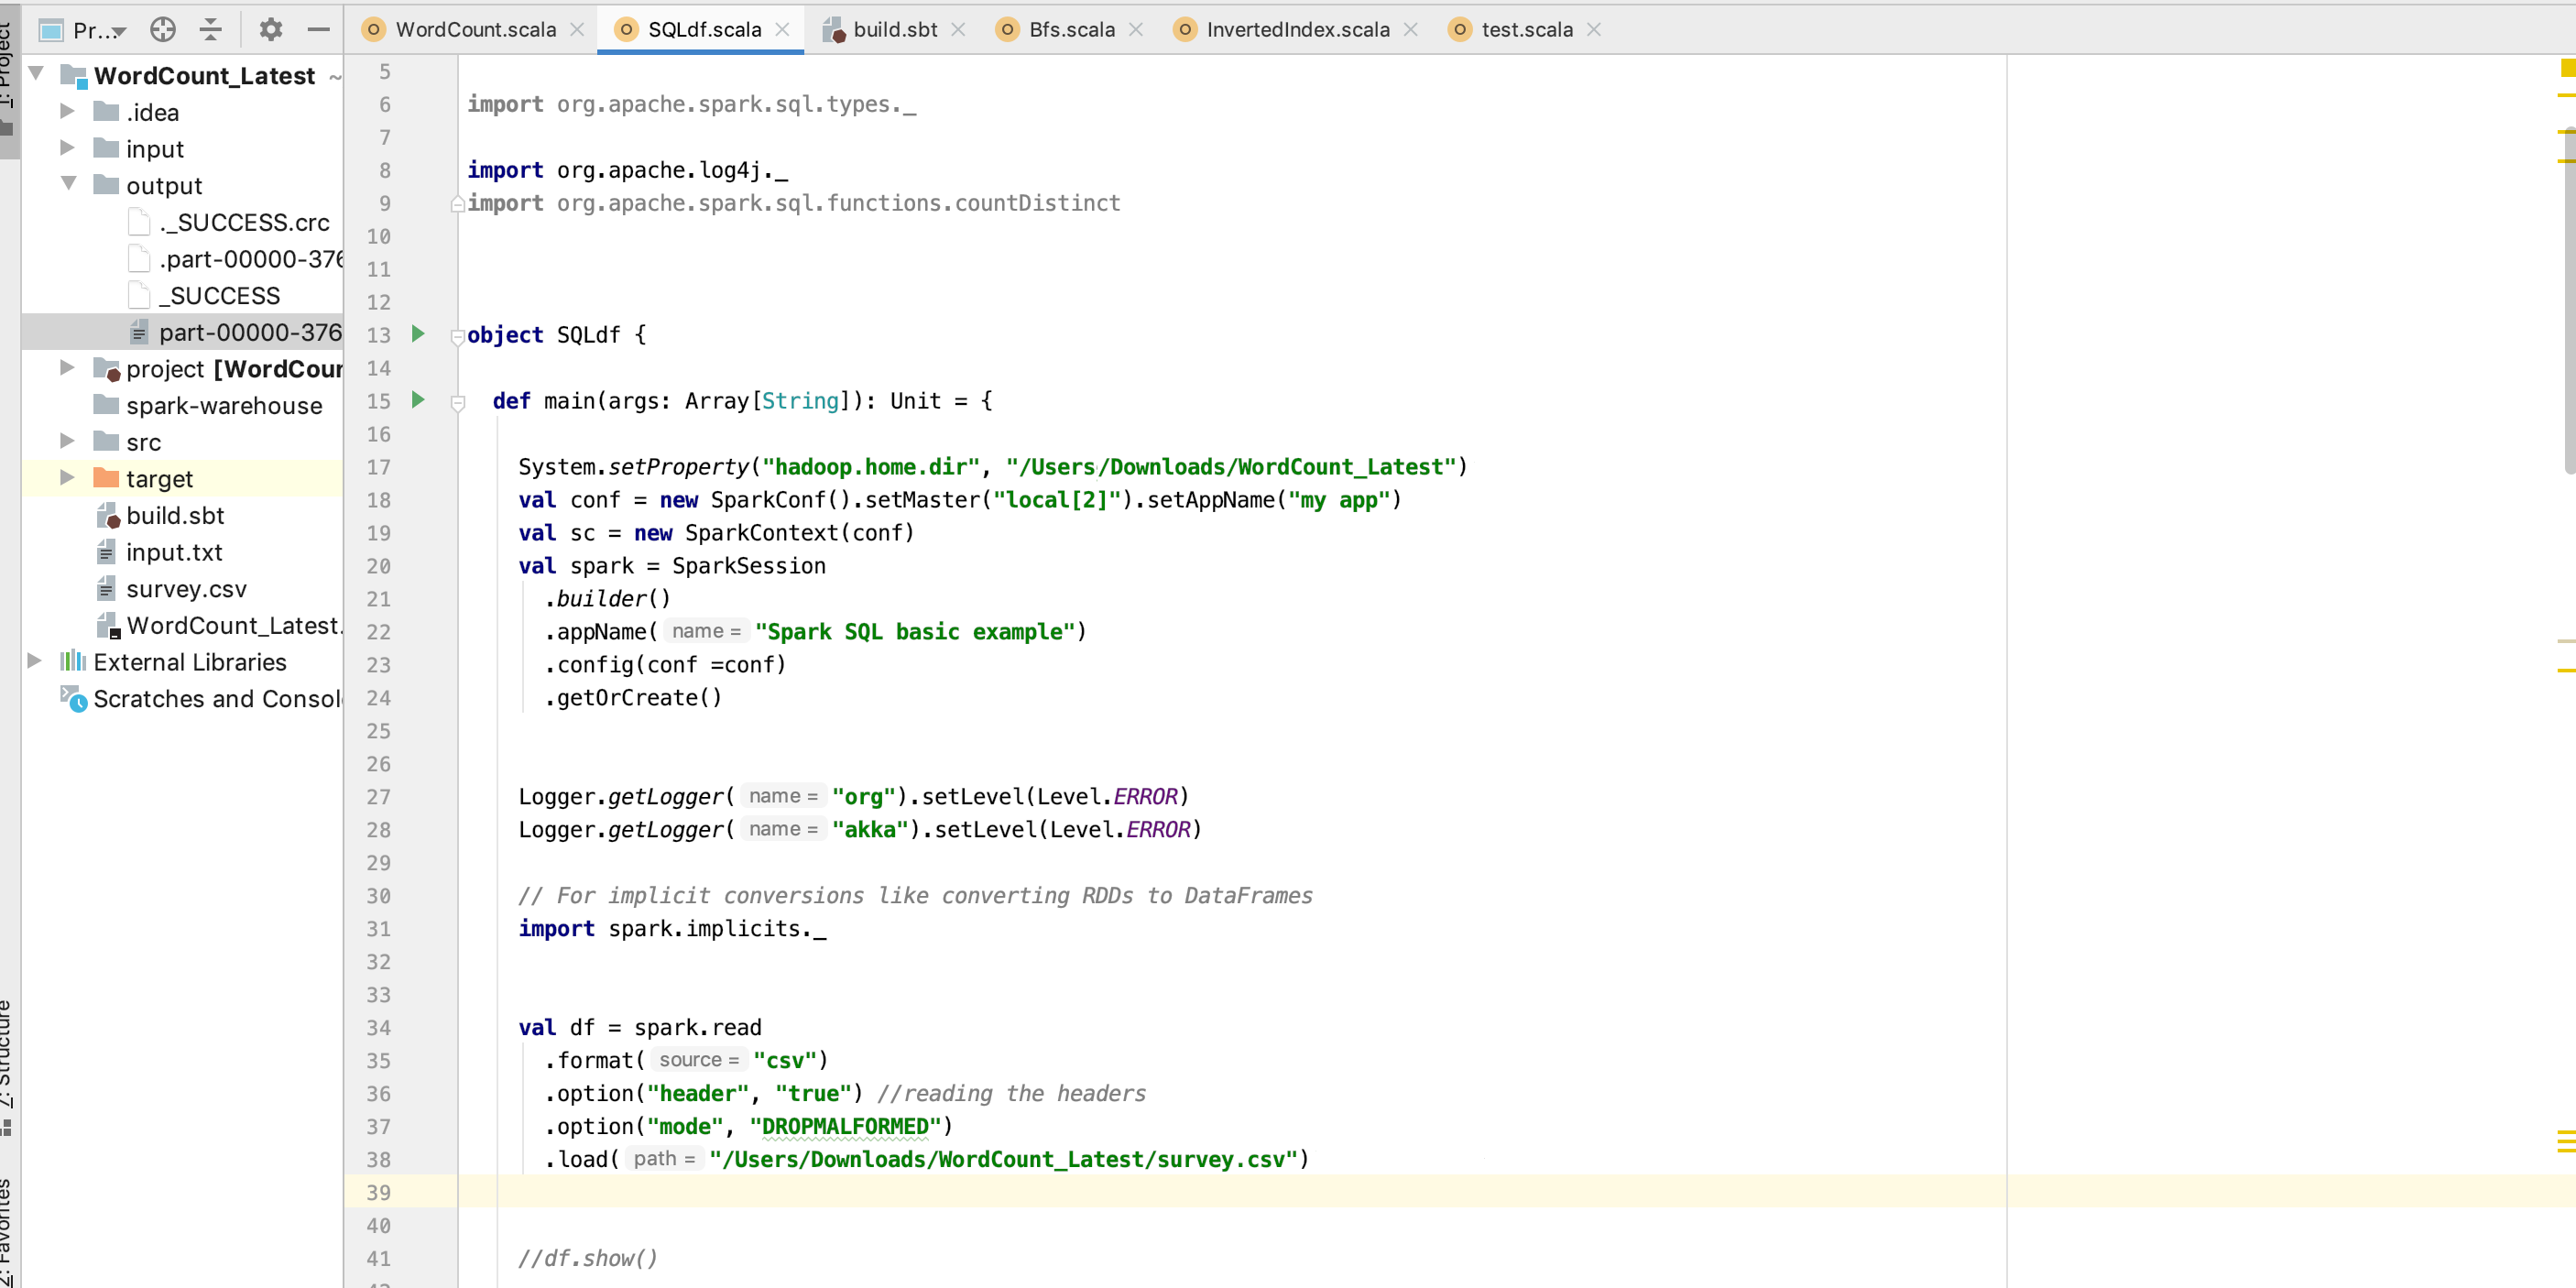 Pr...
WordCount.scala
SQLdf.scala
build.sbt
Bfs.scala
InvertedIndex.scala
test.scala
1: Project
WordCount_Latest ~
.idea
input
output
._SUCCESS.crc
.part-00000-376
_SUCCESS
part-00000-376
project [WordCour
spark-warehouse
src
target
build.sbt
input.txt
survey.csv
WordCount_Latest.
External Libraries
Scratches and Consol
7: Structure
2: Favorites
5
6 import org.apache.spark.sql.types._
7
8 import org.apache.log4j._
9 import org.apache.spark.sql.functions.countDistinct
10
11
12
13 object SQLdf {
14
15 def main(args: Array[String]): Unit = {
16
17 System.setProperty("hadoop.home.dir", "/Users/Downloads/WordCount_Latest")
18 val conf = new SparkConf().setMaster("local[2]").setAppName("my app")
19 val sc = new SparkContext(conf)
20 val spark = SparkSession
21 .builder()
22 .appName( name = "Spark SQL basic example")
23 .config(conf =conf)
24 .getOrCreate()
25
26
27 Logger.getLogger( name = "org").setLevel(Level.ERROR)
28 Logger.getLogger( name = "akka").setLevel(Level.ERROR)
29
30 // For implicit conversions like converting RDDs to DataFrames
31 import spark.implicits._
32
33
34 val df = spark.read
35 .format( source = "csv")
36 .option("header", "true") //reading the headers
37 .option("mode", "DROPMALFORMED")
38 .load( path = "/Users/Downloads/WordCount_Latest/survey.csv")
39
40
41 //df.show()